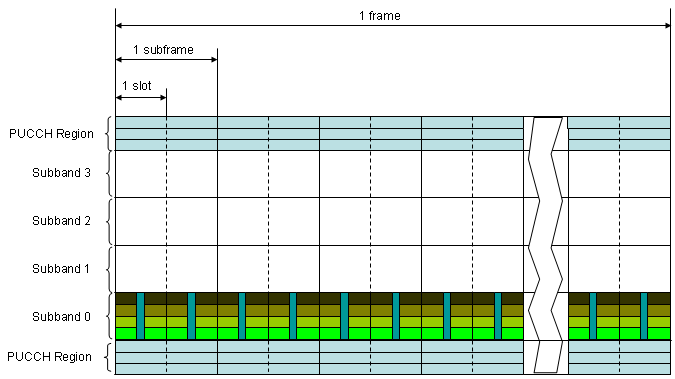 1 frame
1 subframe
1 slot
PUCCH Region
Subband 3
Subband 2
Subband 1
Subband 0
PUCCH Region